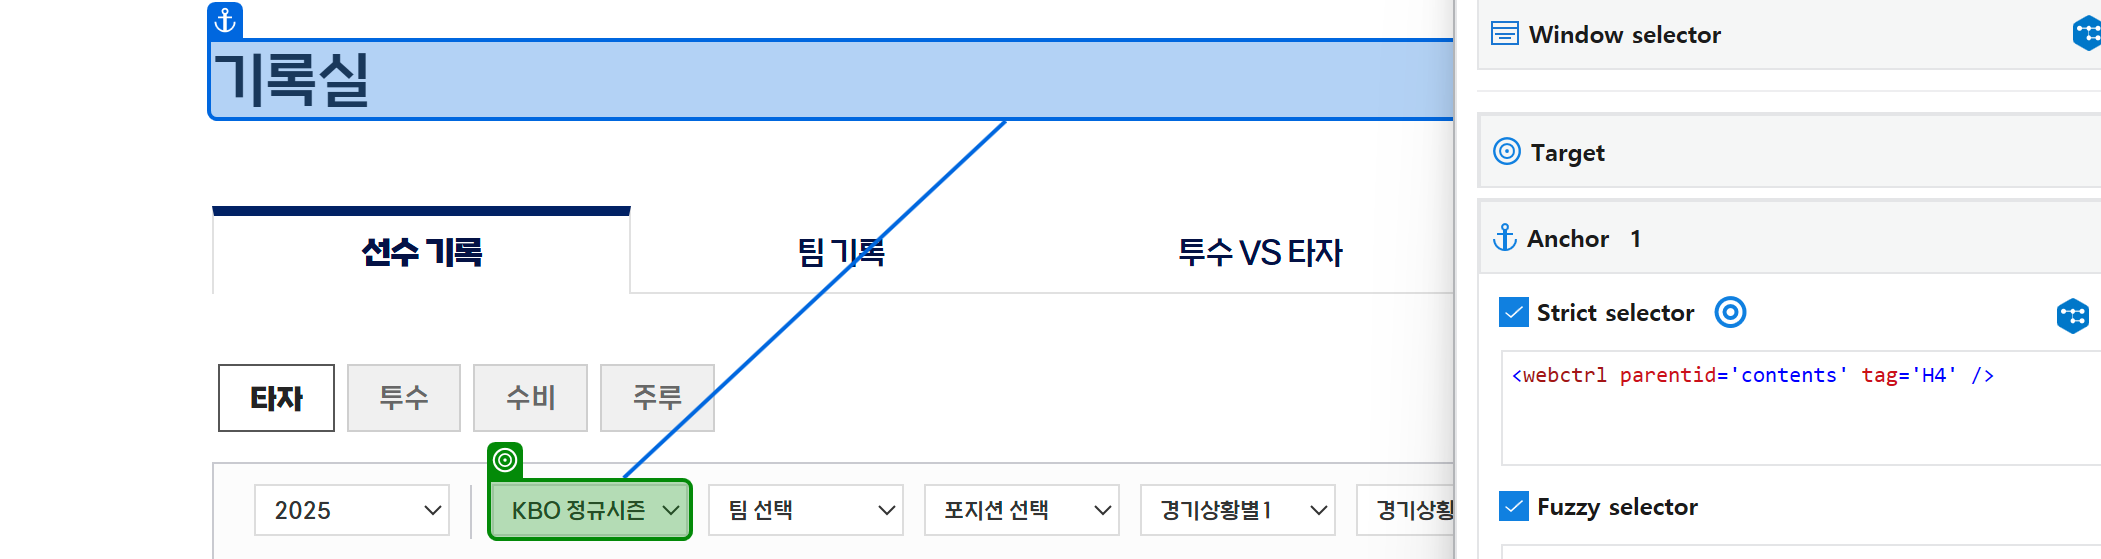 기록실
선수 기록
팀 기록
투수 VS 타자
타자
투수
수비
주루
2025
KBO 정규시즌
팀 선택
포지션 선택
경기상황별1
경기상황
Window selector
Target
Anchor 1
Strict selector
<webctrl parentid='contents' tag='H4' />
Fuzzy selector